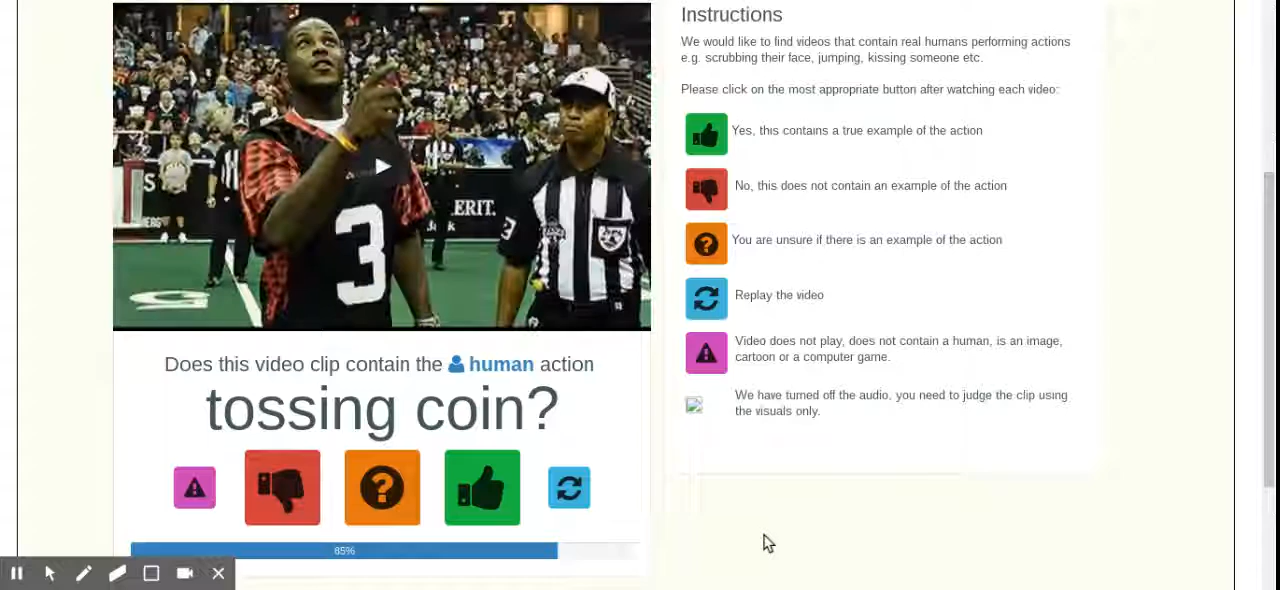 Instructions
We would like to find videos that contain real humans performing actions
e.g. scrubbing their face, jumping, kissing someone etc.
Please click on the most appropriate button after watching each video:
Yes, this contains a true example of the action
No, this does not contain an example of the action
You are unsure if there is an example of the action
Replay the video
Video does not play, does not contain a human, is an image,
cartoon or a computer game.
We have turned off the audio, you need to judge the clip using
the visuals only.
3
ERIT.
Does this video clip contain the human action
tossing coin?
85%